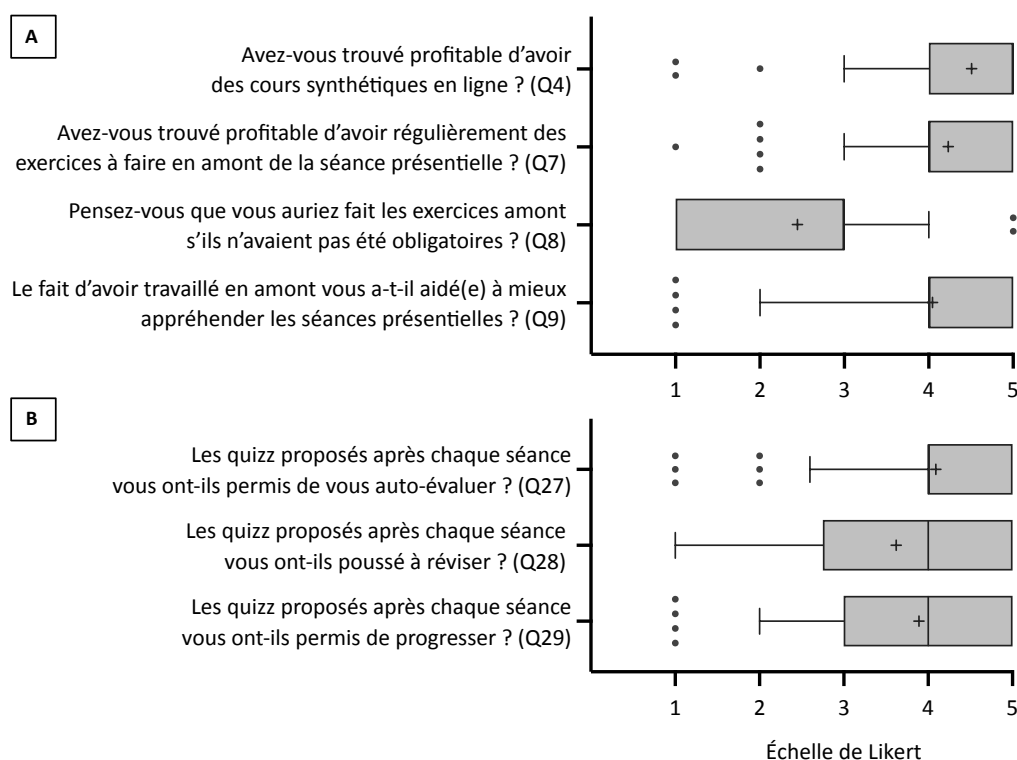 A
Avez-vous trouvé profitable d'avoir
des cours synthétiques en ligne ? (Q4)
Avez-vous trouvé profitable d'avoir régulièrement des
exercices à faire en amont de la séance présentielle ? (Q7)
Pensez-vous que vous auriez fait les exercices amont
s'ils n'avaient pas été obligatoires ? (Q8)
Le fait d'avoir travaillé en amont vous a-t-il aidé(e) à mieux
appréhender les séances présentielles ? (Q9)
1 2 3 4 5
B
Les quizz proposés après chaque séance
vous ont-ils permis de vous auto-évaluer ? (Q27)
Les quizz proposés après chaque séance
vous ont-ils poussé à réviser ? (Q28)
Les quizz proposés après chaque séance
vous ont-ils permis de progresser ? (Q29)
1 2 3 4 5
Échelle de Likert